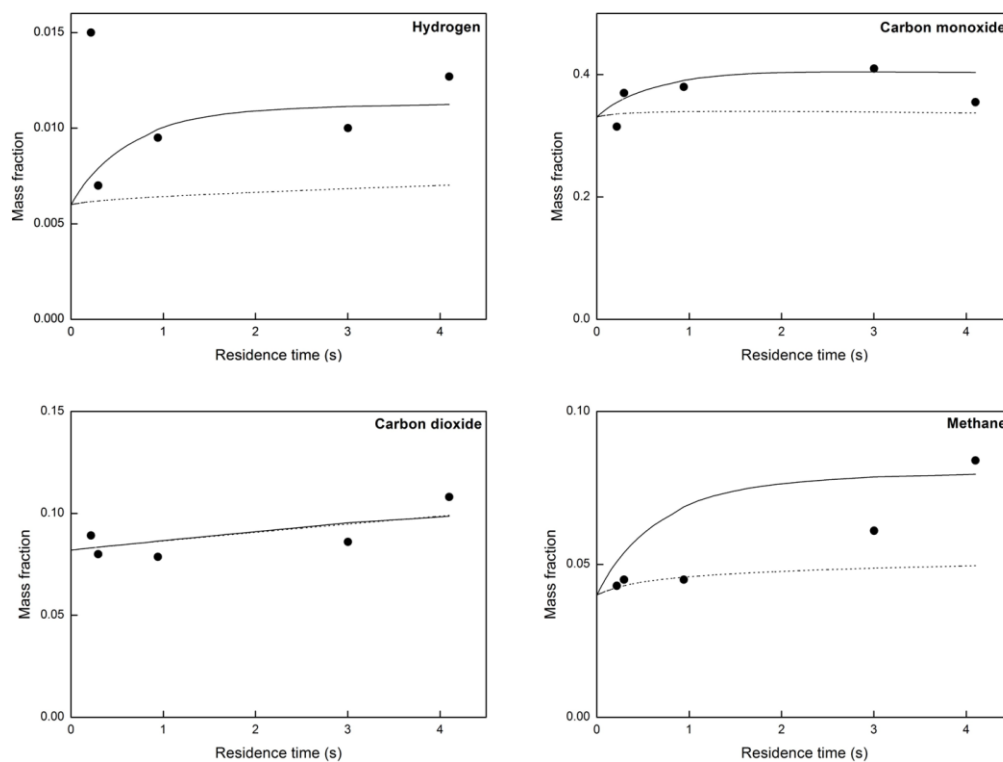 Hydrogen
0.015
0.010
0.005
0.000
Mass fraction
0 1 2 3 4
Residence time (s)
Carbon monoxide
0.4
0.2
0.0
Mass fraction
0 1 2 3 4
Residence time (s)
Carbon dioxide
0.15
0.10
0.05
0.00
Mass fraction
0 1 2 3 4
Residence time (s)
Methane
0.10
0.05
0.00
Mass fraction
0 1 2 3 4
Residence time (s)